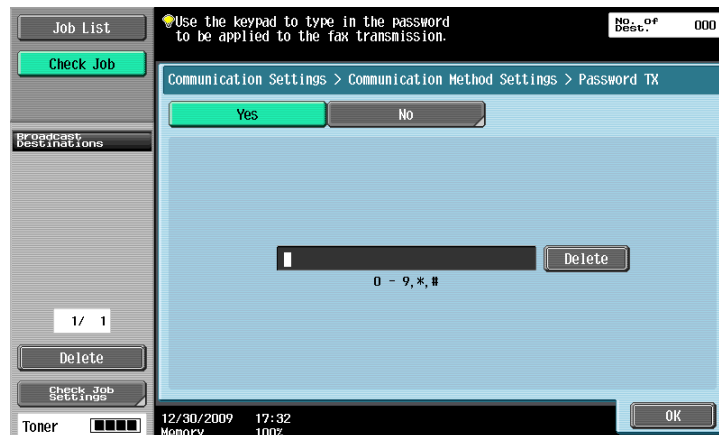 Job List
Check Job
Use the keypad to type in the password
to be applied to the fax transmission.
No. of
Dest.
000
Communication Settings > Communication Method Settings > Password TX
Yes
No
Broadcast
Destinations
Delete
0 - 9,*,#
1/ 1
Delete
Check Job
Settings
Toner
12/30/2009 17:32
Memory 100%
OK